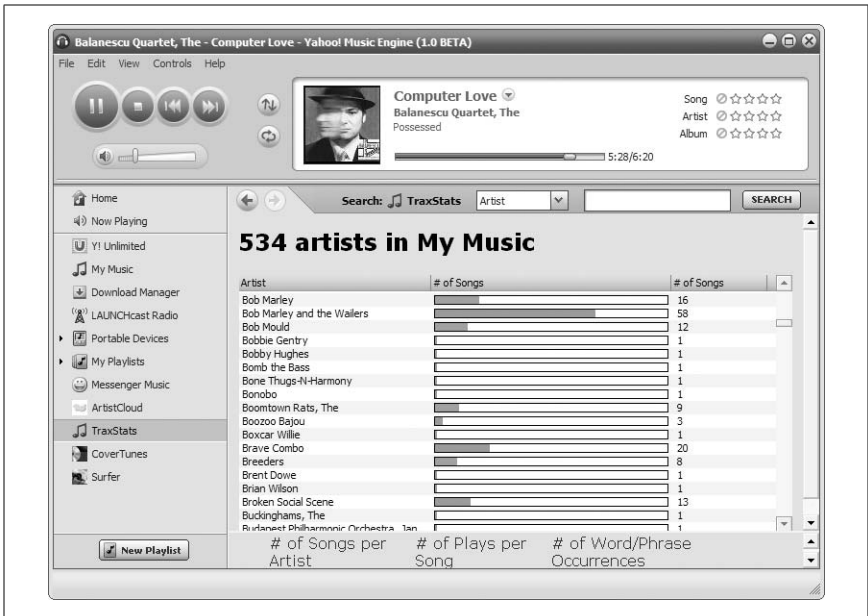 Balanescu Quartet, The - Computer Love - Yahoo! Music Engine (1.0 BETA)
File Edit View Controls Help
Computer Love
Balanescu Quartet, The
Possessed
Song
Artist
Album
5:28/6:20
Home
Now Playing
Y! Unlimited
My Music
Download Manager
LAUNCHcast Radio
Portable Devices
My Playlists
Messenger Music
ArtistCloud
TraxStats
CoverTunes
Surfer
New Playlist
Search: TraxStats Artist SEARCH
534 artists in My Music
Artist # of Songs # of Songs
Bob Marley 16
Bob Marley and the Wailers 58
Bob Mould 12
Bobbie Gentry 1
Bobby Hughes 1
Bomb the Bass 1
Bone Thugs-N-Harmony 1
Bonobo 1
Boomtown Rats, The 9
Boozoo Bajou 3
Boxcar Willie 1
Brave Combo 20
Breeders 8
Brent Dowe 1
Brian Wilson 1
Broken Social Scene 13
Buckinghams, The 1
Budapest Philharmonic Orchestra, Jan 1
# of Songs per Artist
# of Plays per Song
# of Word/Phrase Occurrences